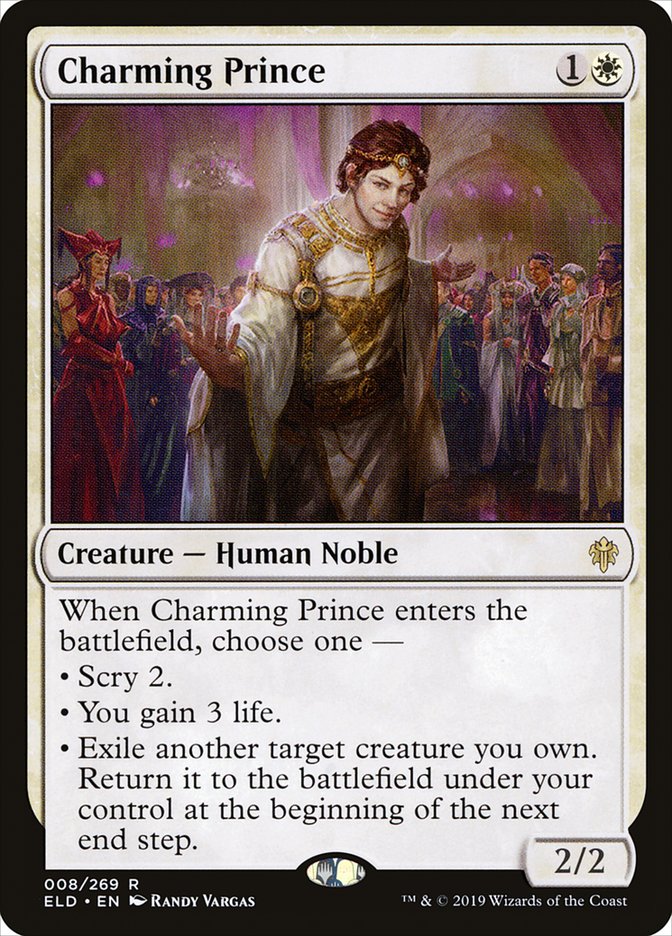 Charming Prince 1
Creature — Human Noble
When Charming Prince enters the
battlefield, choose one —
• Scry 2.
• You gain 3 life.
• Exile another target creature you own.
Return it to the battlefield under your
control at the beginning of the next
end step.
2/2
008/269 R
ELD • EN Randy Vargas
™ & © 2019 Wizards of the Coast